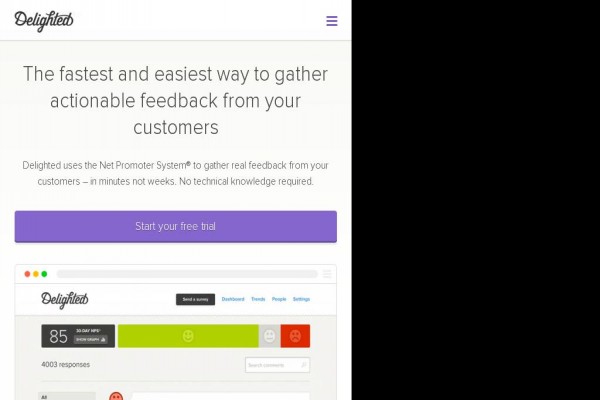 Delighted
The fastest and easiest way to gather
actionable feedback from your
customers
Delighted uses the Net Promoter System® to gather real feedback from your
customers – in minutes not weeks. No technical knowledge required.
Start your free trial
Delighted
Send a survey Dashboard Trends People Settings
85 30 DAY NPS®
SHOW GRAPH
4003 responses
Search comments
All